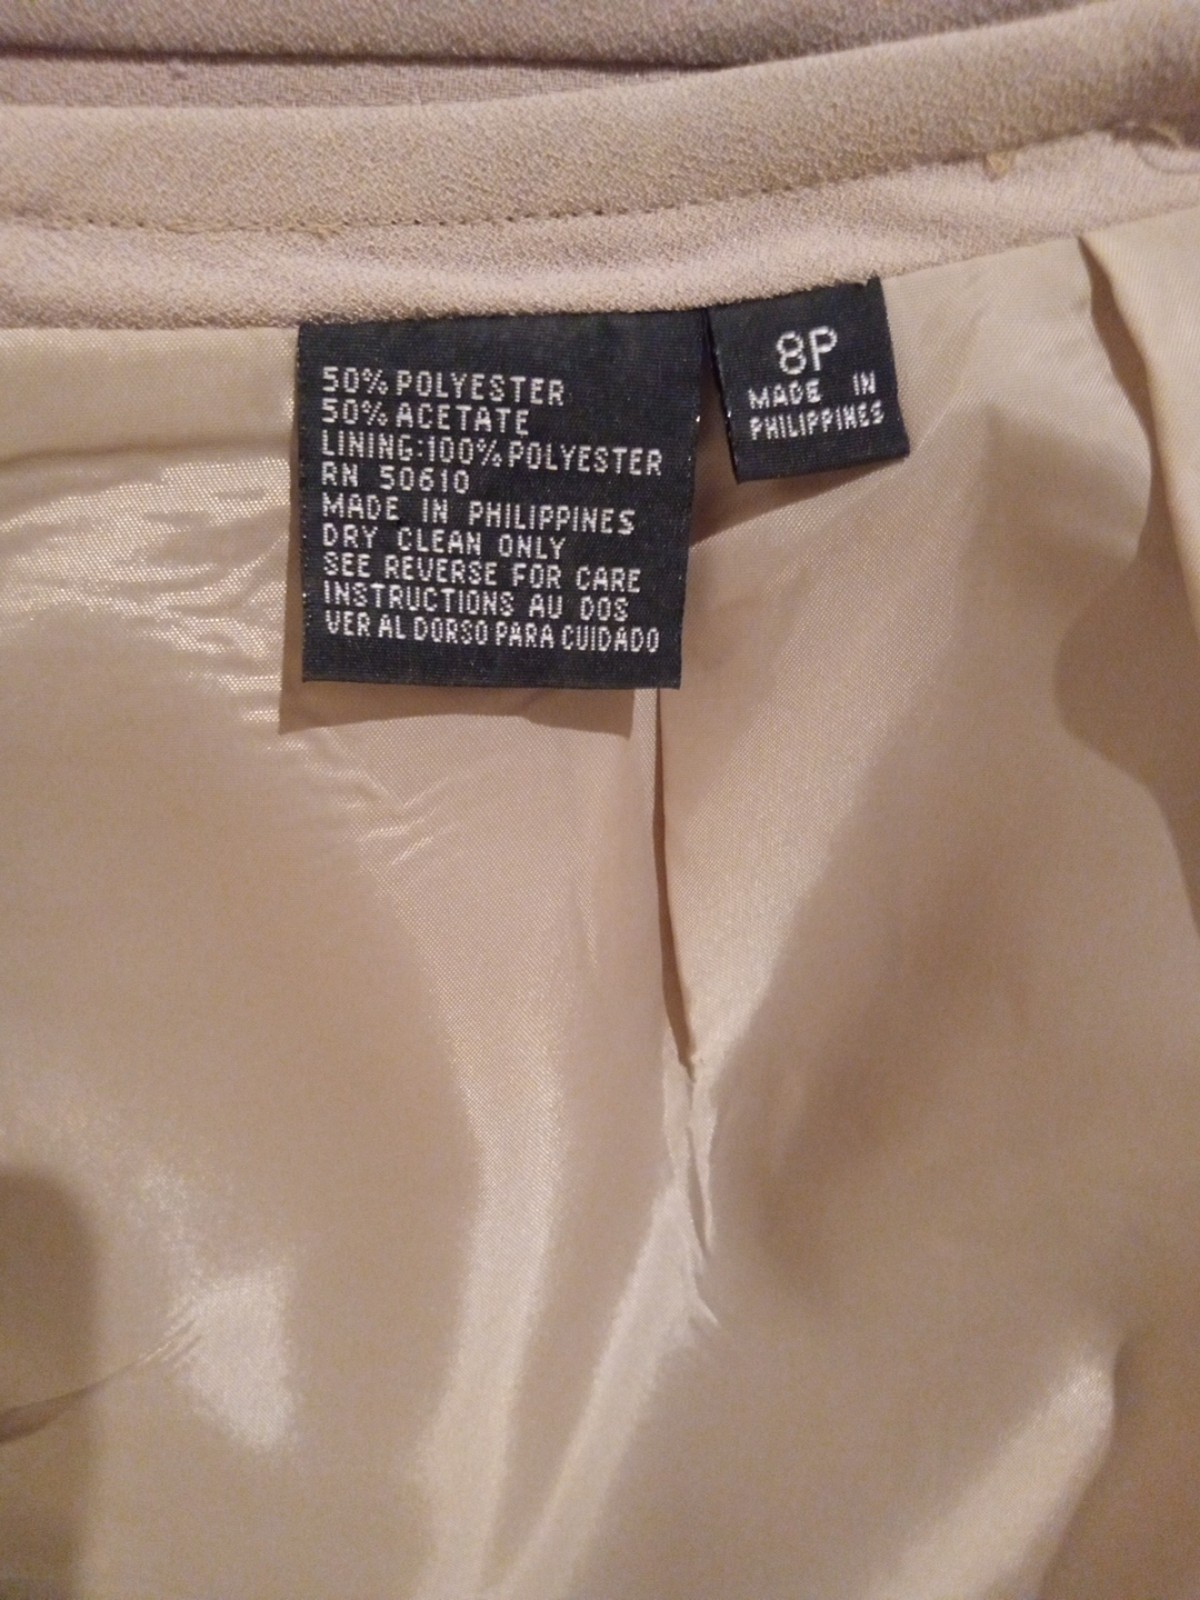 50% POLYESTER
50% ACETATE
LINING:100% POLYESTER
RN 50610
MADE IN PHILIPPINES
DRY CLEAN ONLY
SEE REVERSE FOR CARE
INSTRUCTIONS AU DOS
VER AL DORSO PARA CUIDADO
8P
MADE IN
PHILIPPINES